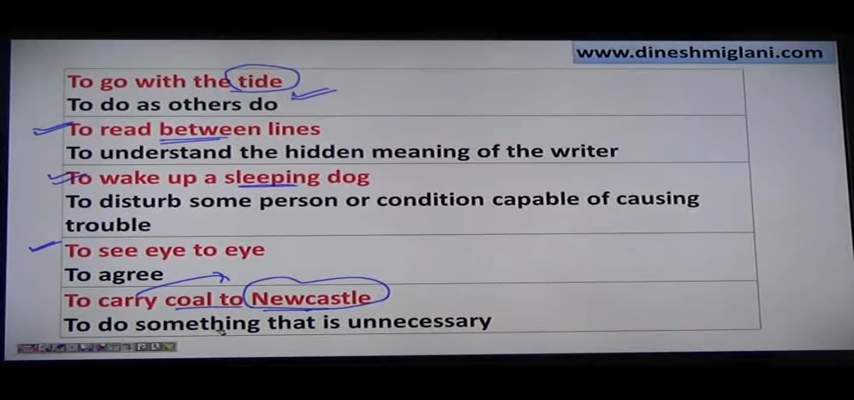 www.dineshmiglani.com
To go with the tide
To do as others do
To read between lines
To understand the hidden meaning of the writer
To wake up a sleeping dog
To disturb some person or condition capable of causing
trouble
To see eye to eye
To agree
To carry coal to Newcastle
To do something that is unnecessary